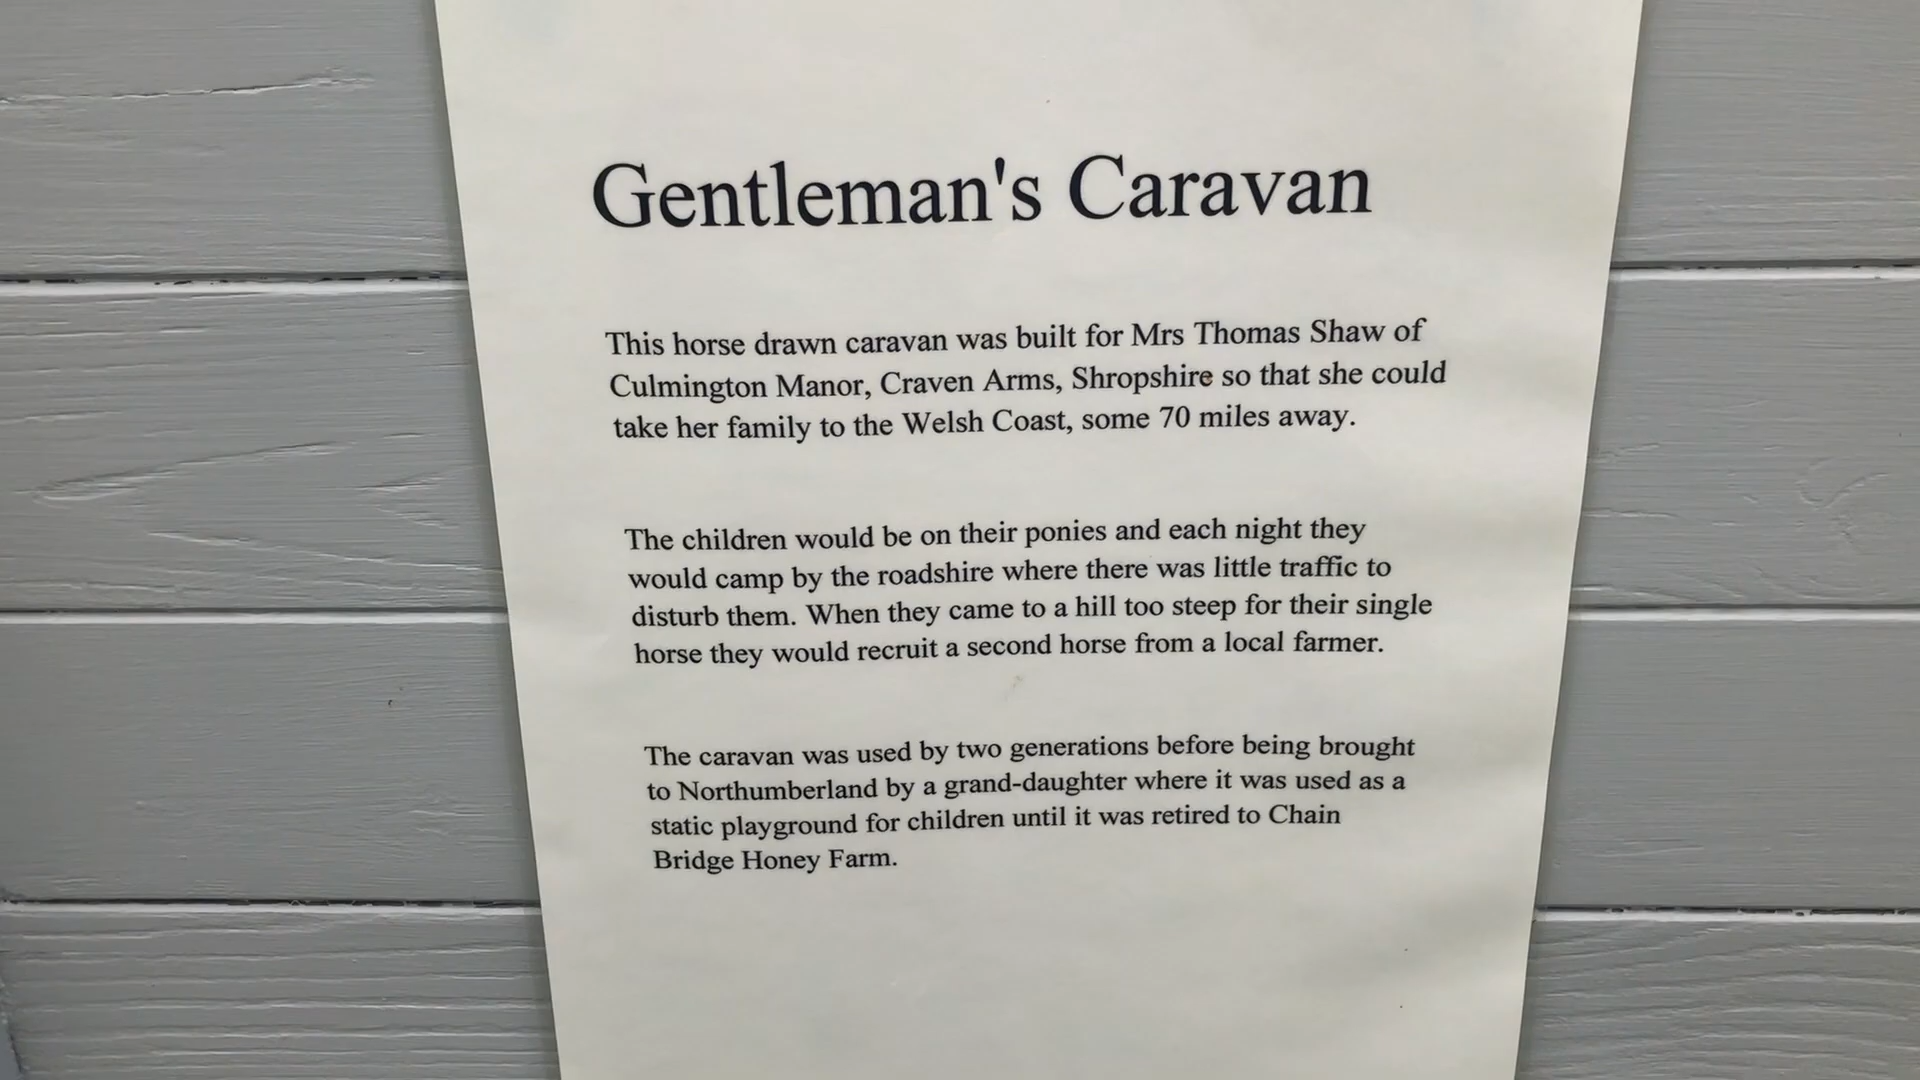 Gentleman's Caravan
This horse drawn caravan was built for Mrs Thomas Shaw of
Culmington Manor, Craven Arms, Shropshire so that she could
take her family to the Welsh Coast, some 70 miles away.
The children would be on their ponies and each night they
would camp by the roadshire where there was little traffic to
disturb them. When they came to a hill too steep for their single
horse they would recruit a second horse from a local farmer.
The caravan was used by two generations before being brought
to Northumberland by a grand-daughter where it was used as a
static playground for children until it was retired to Chain
Bridge Honey Farm.